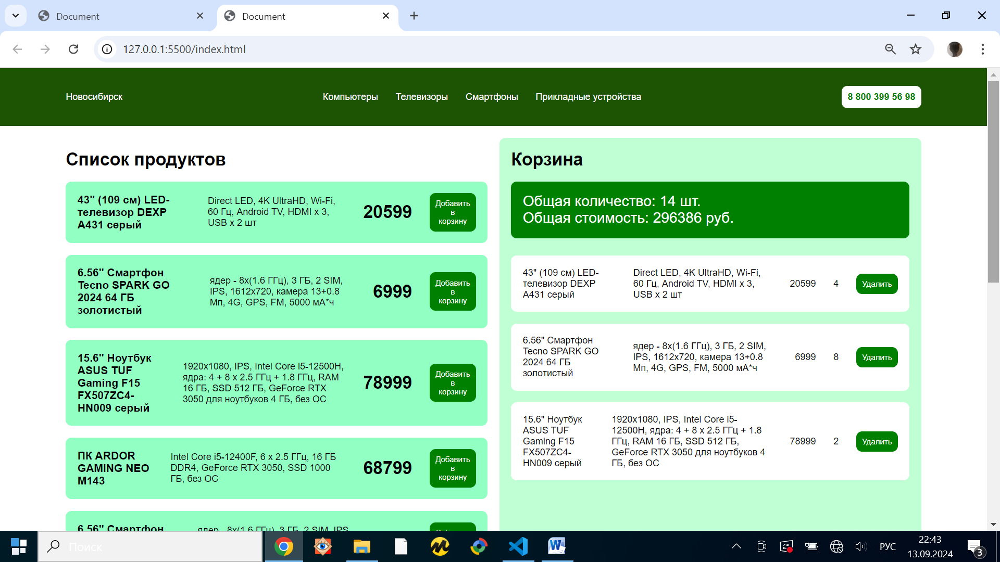 Document
Document
127.0.0.1:5500/index.html
Новосибирск
Компьютеры
Телевизоры
Смартфоны
Прикладные устройства
8 800 399 56 98
Список продуктов
43" (109 см) LED-
телевизор DEXP
A431 серый
Direct LED, 4K UltraHD, Wi-Fi,
60 Гц, Android TV, HDMI x 3,
USB x 2 шт
20599
Добавить
в
корзину
6.56" Смартфон
Tecno SPARK GO
2024 64 ГБ
золотистый
ядер - 8x(1.6 ГГц), 3 ГБ, 2 SIM,
IPS, 1612x720, камера 13+0.8
Мп, 4G, GPS, FM, 5000 мА*ч
6999
Добавить
в
корзину
15.6" Ноутбук
ASUS TUF
Gaming F15
FX507ZC4-
HN009 серый
1920x1080, IPS, Intel Core i5-12500H,
ядра: 4 + 8 x 2.5 ГГц + 1.8 ГГц, RAM
16 ГБ, SSD 512 ГБ, GeForce RTX
3050 для ноутбуков 4 ГБ, без ОС
78999
Добавить
в
корзину
ПК ARDOR
GAMING NEO
M143
Intel Core i5-12400F, 6 x 2.5 ГГц, 16 ГБ
DDR4, GeForce RTX 3050, SSD 1000
ГБ, без ОС
68799
Добавить
в
корзину
6.56" Смартфон
ядер - 8x(1.6 ГГц), 3 ГБ, 2 SIM, IPS,
Добавить
Корзина
Общая количество: 14 шт.
Общая стоимость: 296386 руб.
43" (109 см) LED-
телевизор DEXP
A431 серый
Direct LED, 4K UltraHD, Wi-Fi,
60 Гц, Android TV, HDMI x 3,
USB x 2 шт
20599
4
Удалить
6.56" Смартфон
Tecno SPARK GO
2024 64 ГБ
золотистый
ядер - 8x(1.6 ГГц), 3 ГБ, 2 SIM,
IPS, 1612x720, камера 13+0.8
Мп, 4G, GPS, FM, 5000 мА*ч
6999
8
Удалить
15.6" Ноутбук
ASUS TUF
Gaming F15
FX507ZC4-
HN009 серый
1920x1080, IPS, Intel Core i5-
12500H, ядра: 4 + 8 x 2.5 ГГц + 1.8
ГГц, RAM 16 ГБ, SSD 512 ГБ,
GeForce RTX 3050 для ноутбуков 4
ГБ, без ОС
78999
2
Удалить
Поиск
РУС
22:43
13.09.2024
3